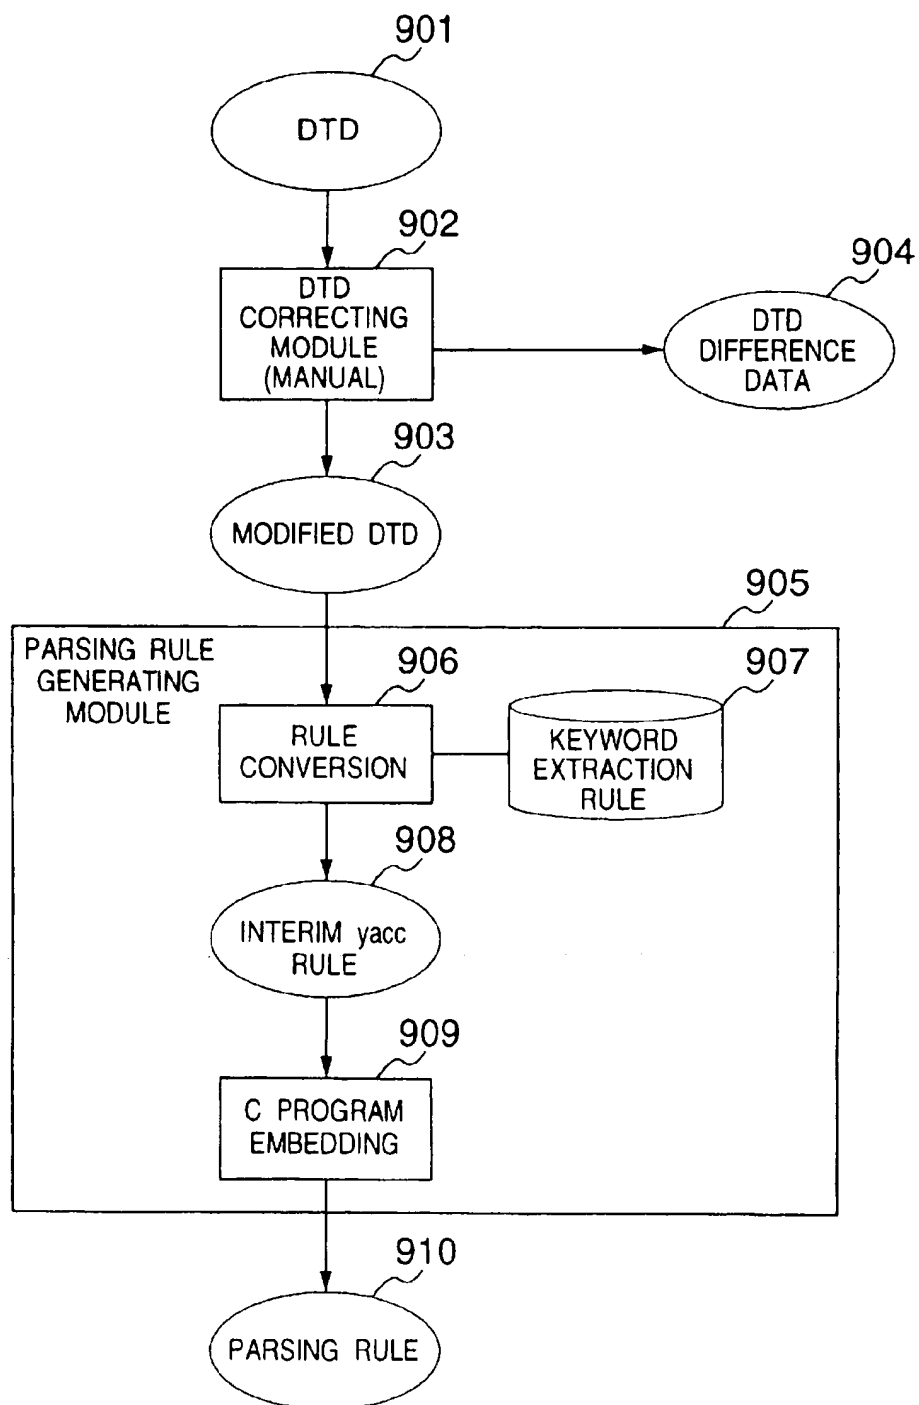 901
DTD
902
DTD
CORRECTING
MODULE
(MANUAL)
904
DTD
DIFFERENCE
DATA
903
MODIFIED DTD
905
PARSING RULE
GENERATING
MODULE
906
RULE
CONVERSION
907
KEYWORD
EXTRACTION
RULE
908
INTERIM yacc
RULE
909
C PROGRAM
EMBEDDING
910
PARSING RULE